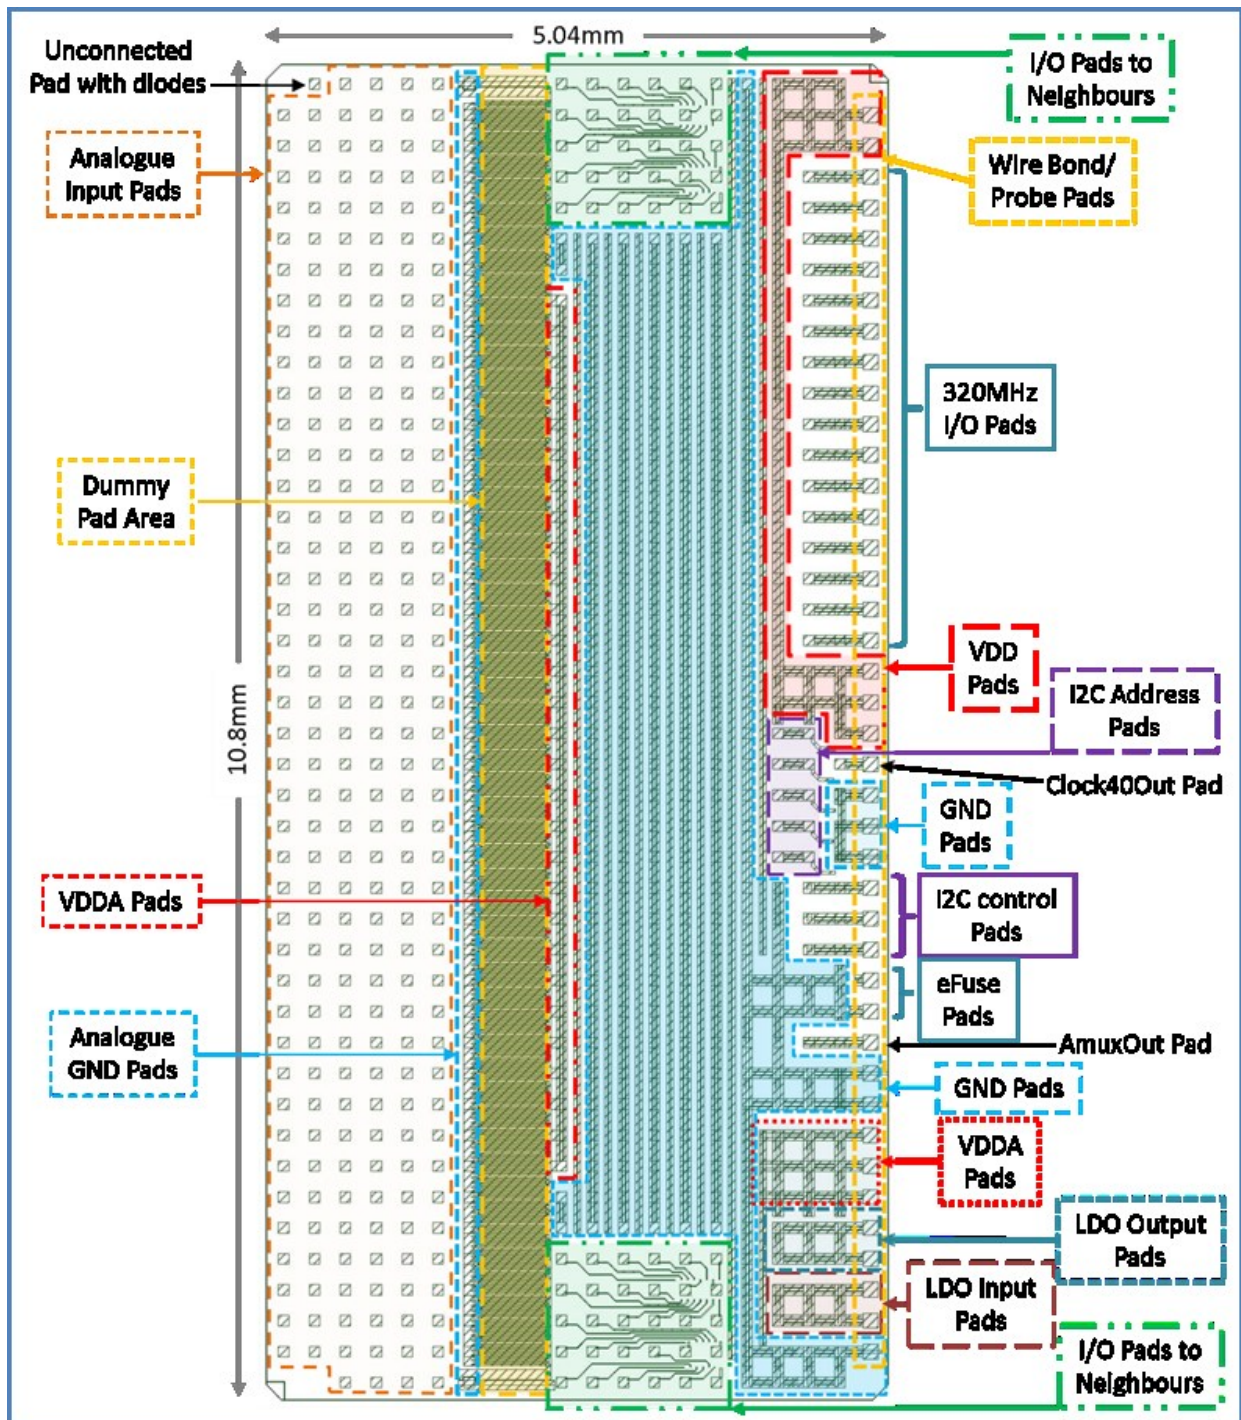 5.04mm
Unconnected
Pad with diodes
I/O Pads to
Neighbours
Analogue
Input Pads
Wire Bond/
Probe Pads
320MHz
I/O Pads
Dummy
Pad Area
VDD
Pads
I2C Address
Pads
10.8mm
Clock40Out Pad
GND
Pads
VDDA Pads
I2C control
Pads
eFuse
Pads
Analogue
GND Pads
AmuxOut Pad
GND Pads
VDDA
Pads
LDO Output
Pads
LDO Input
Pads
I/O Pads to
Neighbours